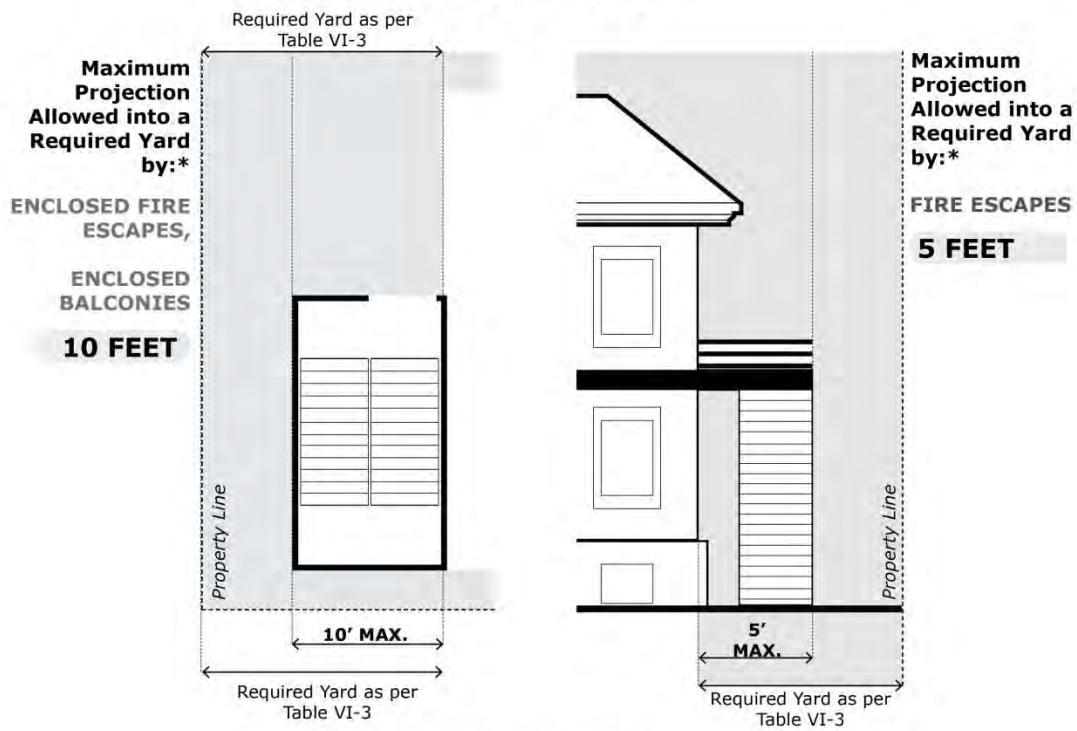 Required Yard as per
Table VI-3
Maximum
Projection
Allowed into a
Required Yard
by:*
ENCLOSED FIRE
ESCAPES,
ENCLOSED
BALCONIES
10 FEET
Property Line
10' MAX.
Required Yard as per
Table VI-3
Maximum
Projection
Allowed into a
Required Yard
by:*
FIRE ESCAPES
5 FEET
Property Line
5'
MAX.
Required Yard as per
Table VI-3